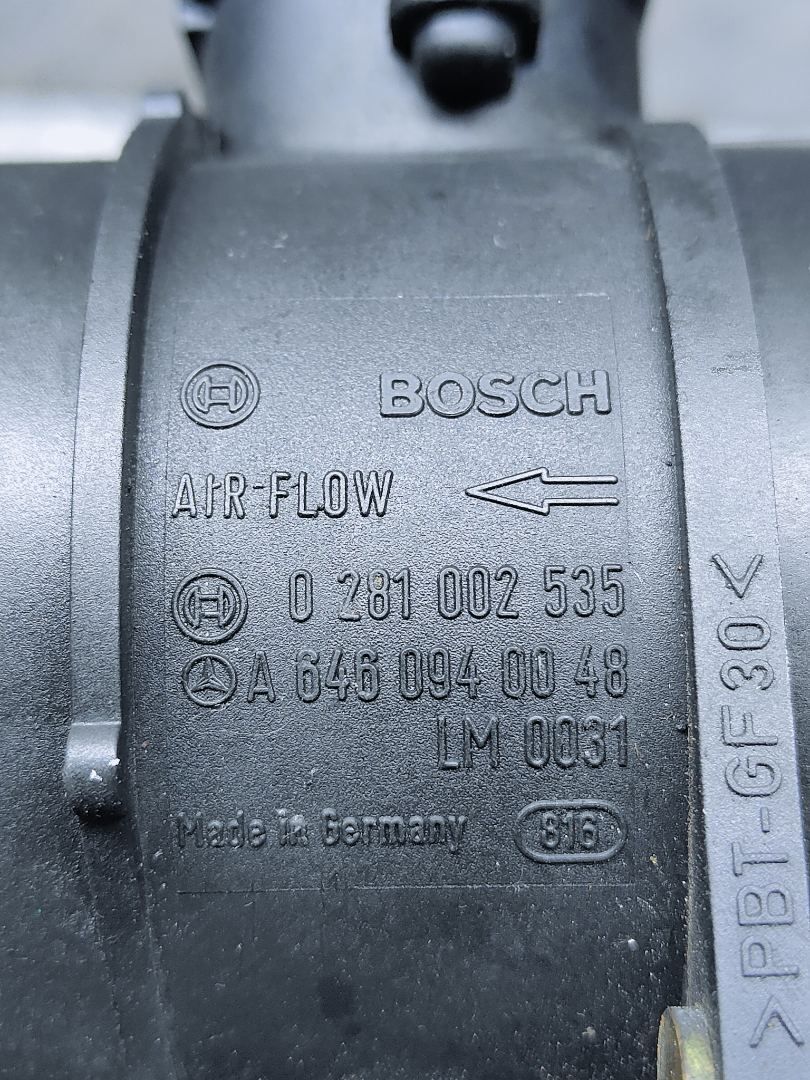 BOSCH
AIR-FLOW
0 281 002 535
A 646 094 00 48
LM 0031
Made in Germany 816
>PBT-GF30<